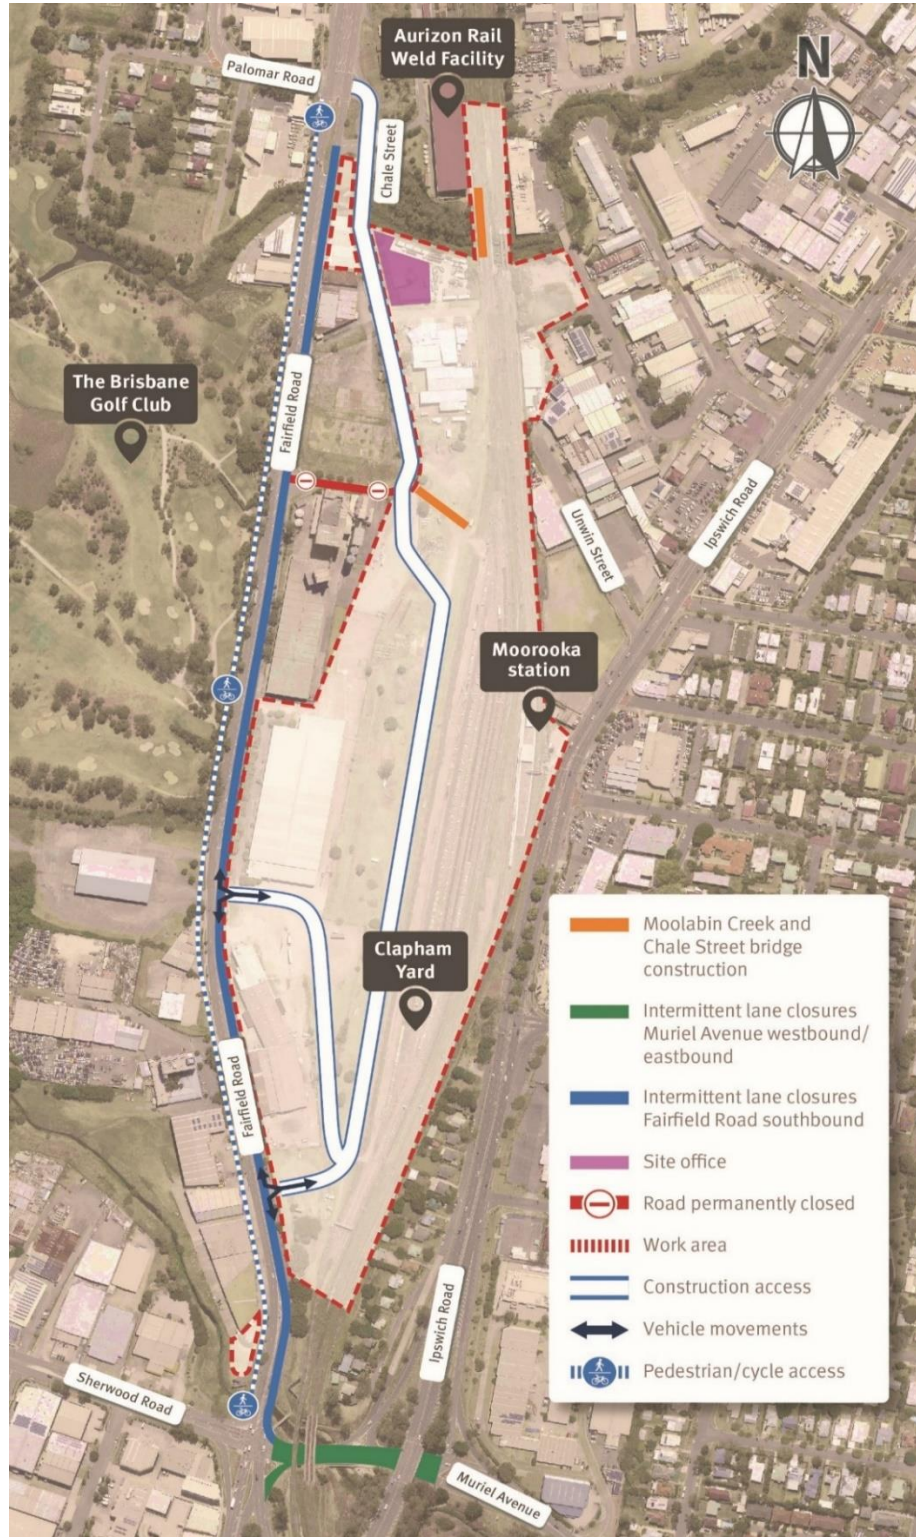 Aurizon Rail
Weld Facility
N
Palomar Road
Chale Street
The Brisbane
Golf Club
Fairfield Road
Ipswich Road
Unwin Street
Moorooka
station
Clapham
Yard
Fairfield Road
Ipswich Road
Sherwood Road
Muriel Avenue
Moolabin Creek and
Chale Street bridge
construction
Intermittent lane closures
Muriel Avenue westbound/
eastbound
Intermittent lane closures
Fairfield Road southbound
Site office
Road permanently closed
Work area
Construction access
Vehicle movements
Pedestrian/cycle access